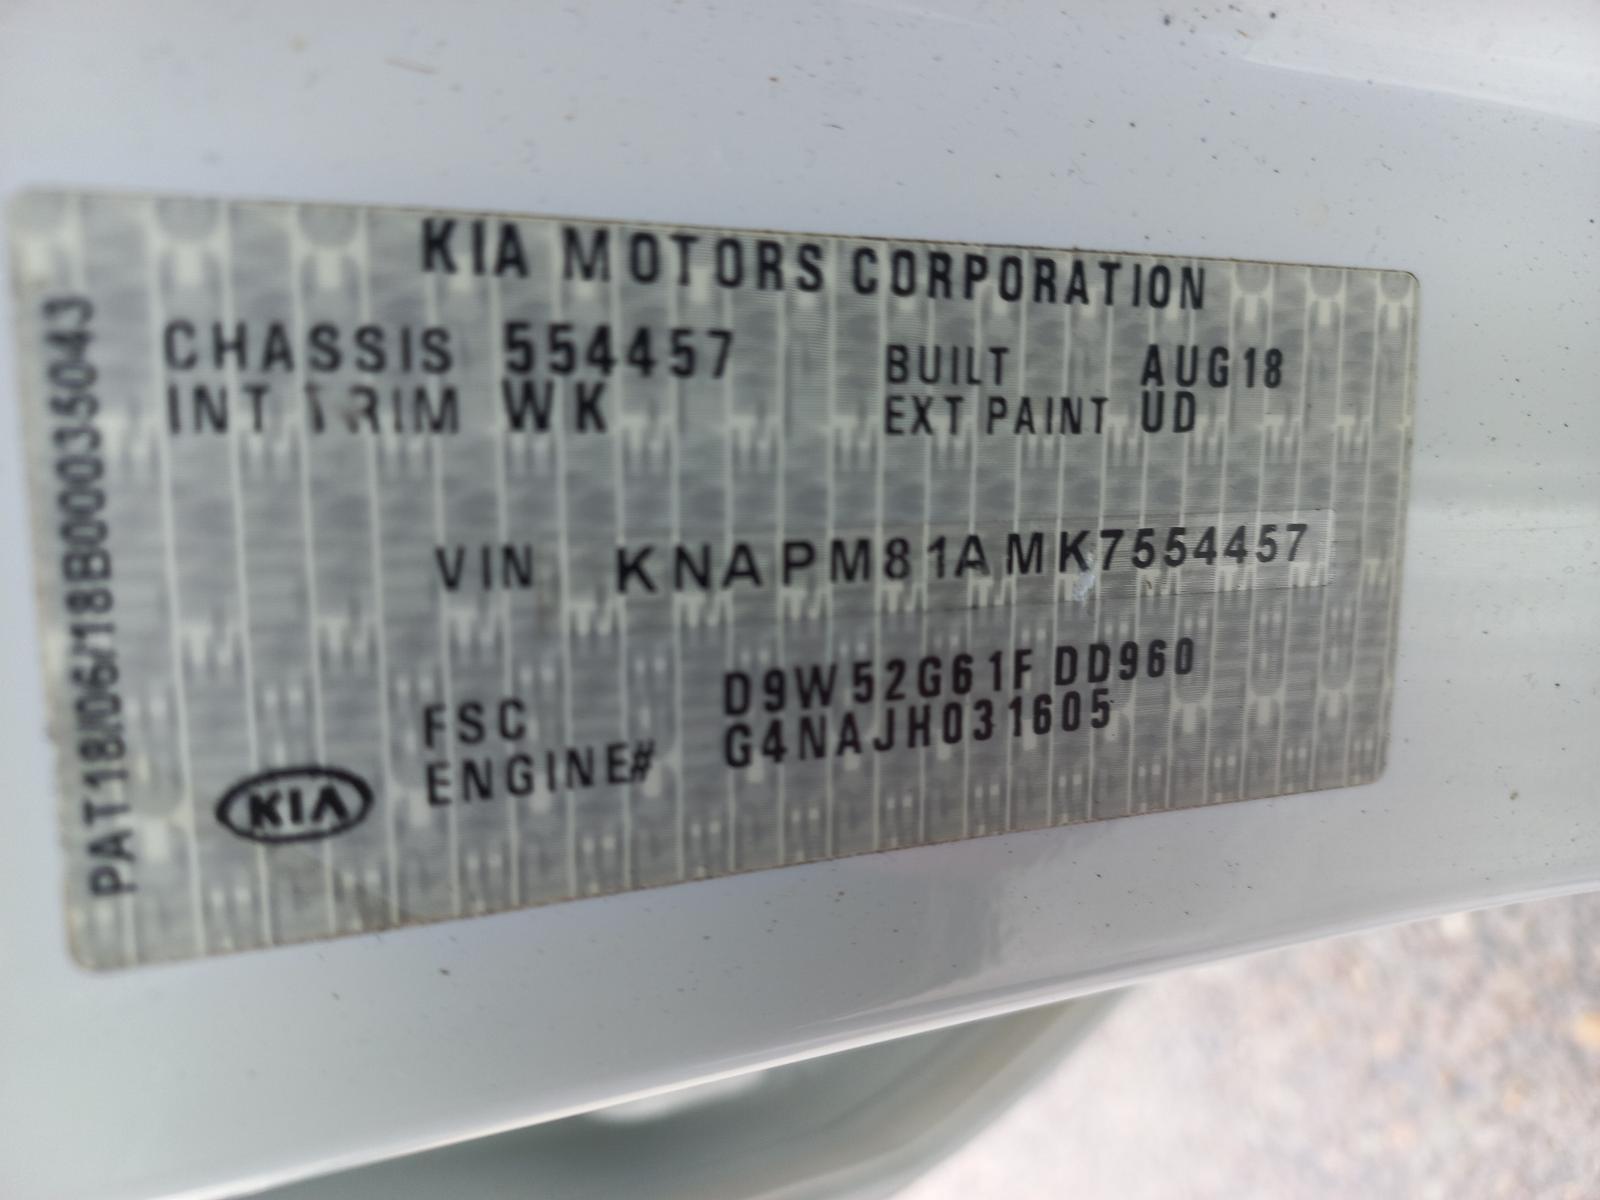 KIA MOTORS CORPORATION
CHASSIS 554457 BUILT AUG18
INT TRIM WK EXT PAINT UD
VIN KNAPM81AMK7554457
FSC D9W52G61F DD960
ENGINE# G4NAJH031605
KIA
PAT18/06/18B00035043